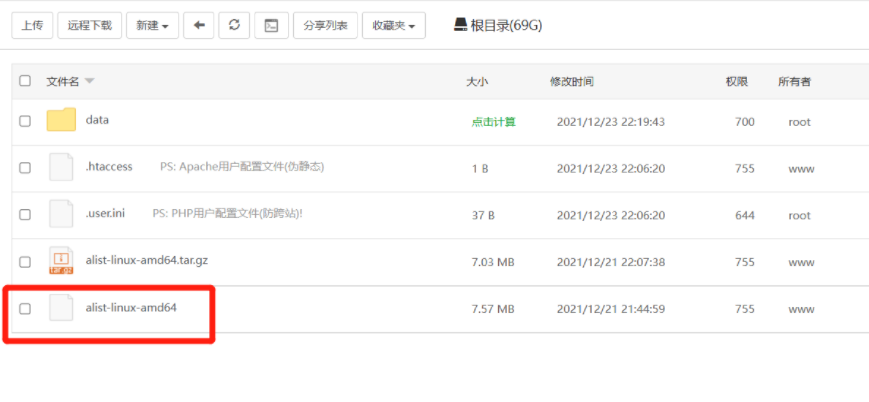 上传 远程下载 新建 分享列表 收藏夹 根目录(69G)
文件名 大小 修改时间 权限 所有者
data 点击计算 2021/12/23 22:19:43 700 root
.htaccess PS: Apache用户配置文件(伪静态) 1 B 2021/12/23 22:06:20 755 www
.user.ini PS: PHP用户配置文件(防跨站)! 37 B 2021/12/23 22:06:20 644 root
alist-linux-amd64.tar.gz 7.03 MB 2021/12/21 22:07:38 755 www
tar.gz
alist-linux-amd64 7.57 MB 2021/12/21 21:44:59 755 www